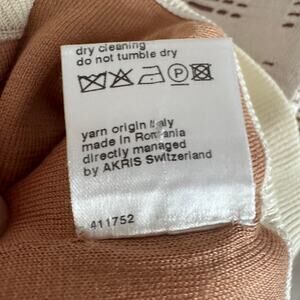 dry cleaning
do not tumble dry
P
yarn origin Italy
made in Romania
directly managed
by AKRIS Switzerland
411752